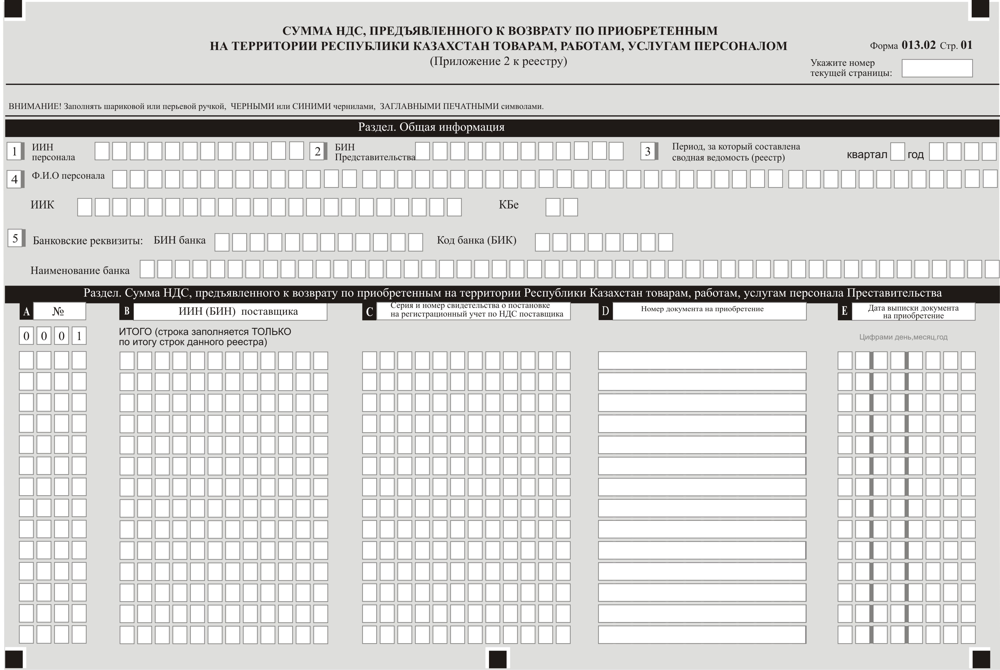 СУММА НДС, ПРЕДЪЯВЛЕННОГО К ВОЗВРАТУ ПО ПРИОБРЕТЕННЫМ
НА ТЕРРИТОРИИ РЕСПУБЛИКИ КАЗАХСТАН ТОВАРАМ, РАБОТАМ, УСЛУГАМ ПЕРСОНАЛОМ
(Приложение 2 к реестру)
Форма 013.02 Стр. 01
Укажите номер
текущей страницы:
ВНИМАНИЕ! Заполнять шариковой или перьевой ручкой, ЧЕРНЫМИ или СИНИМИ чернилами, ЗАГЛАВНЫМИ ПЕЧАТНЫМИ символами.
Раздел. Общая информация
1 ИИН
персонала
2 БИН
Представительства
3 Период, за который составлена
сводная ведомость (реестр)
квартал год
4 Ф.И.О персонала
ИИК КБе
5 Банковские реквизиты: БИН банка Код банка (БИК)
Наименование банка
Раздел. Сумма НДС, предъявленного к возврату по приобретенным на территории Республики Казахстан товарам, работам, услугам персонала Преставительства
A №
B ИИН (БИН) поставщика
C Серия и номер свидетельства о постановке
на регистрационный учет по НДС поставщика
D Номер документа на приобретение
E Дата выписки документа
на приобретение
0 0 0 1
ИТОГО (строка заполняется ТОЛЬКО
по итогу строк данного реестра)
Цифрами день,месяц,год